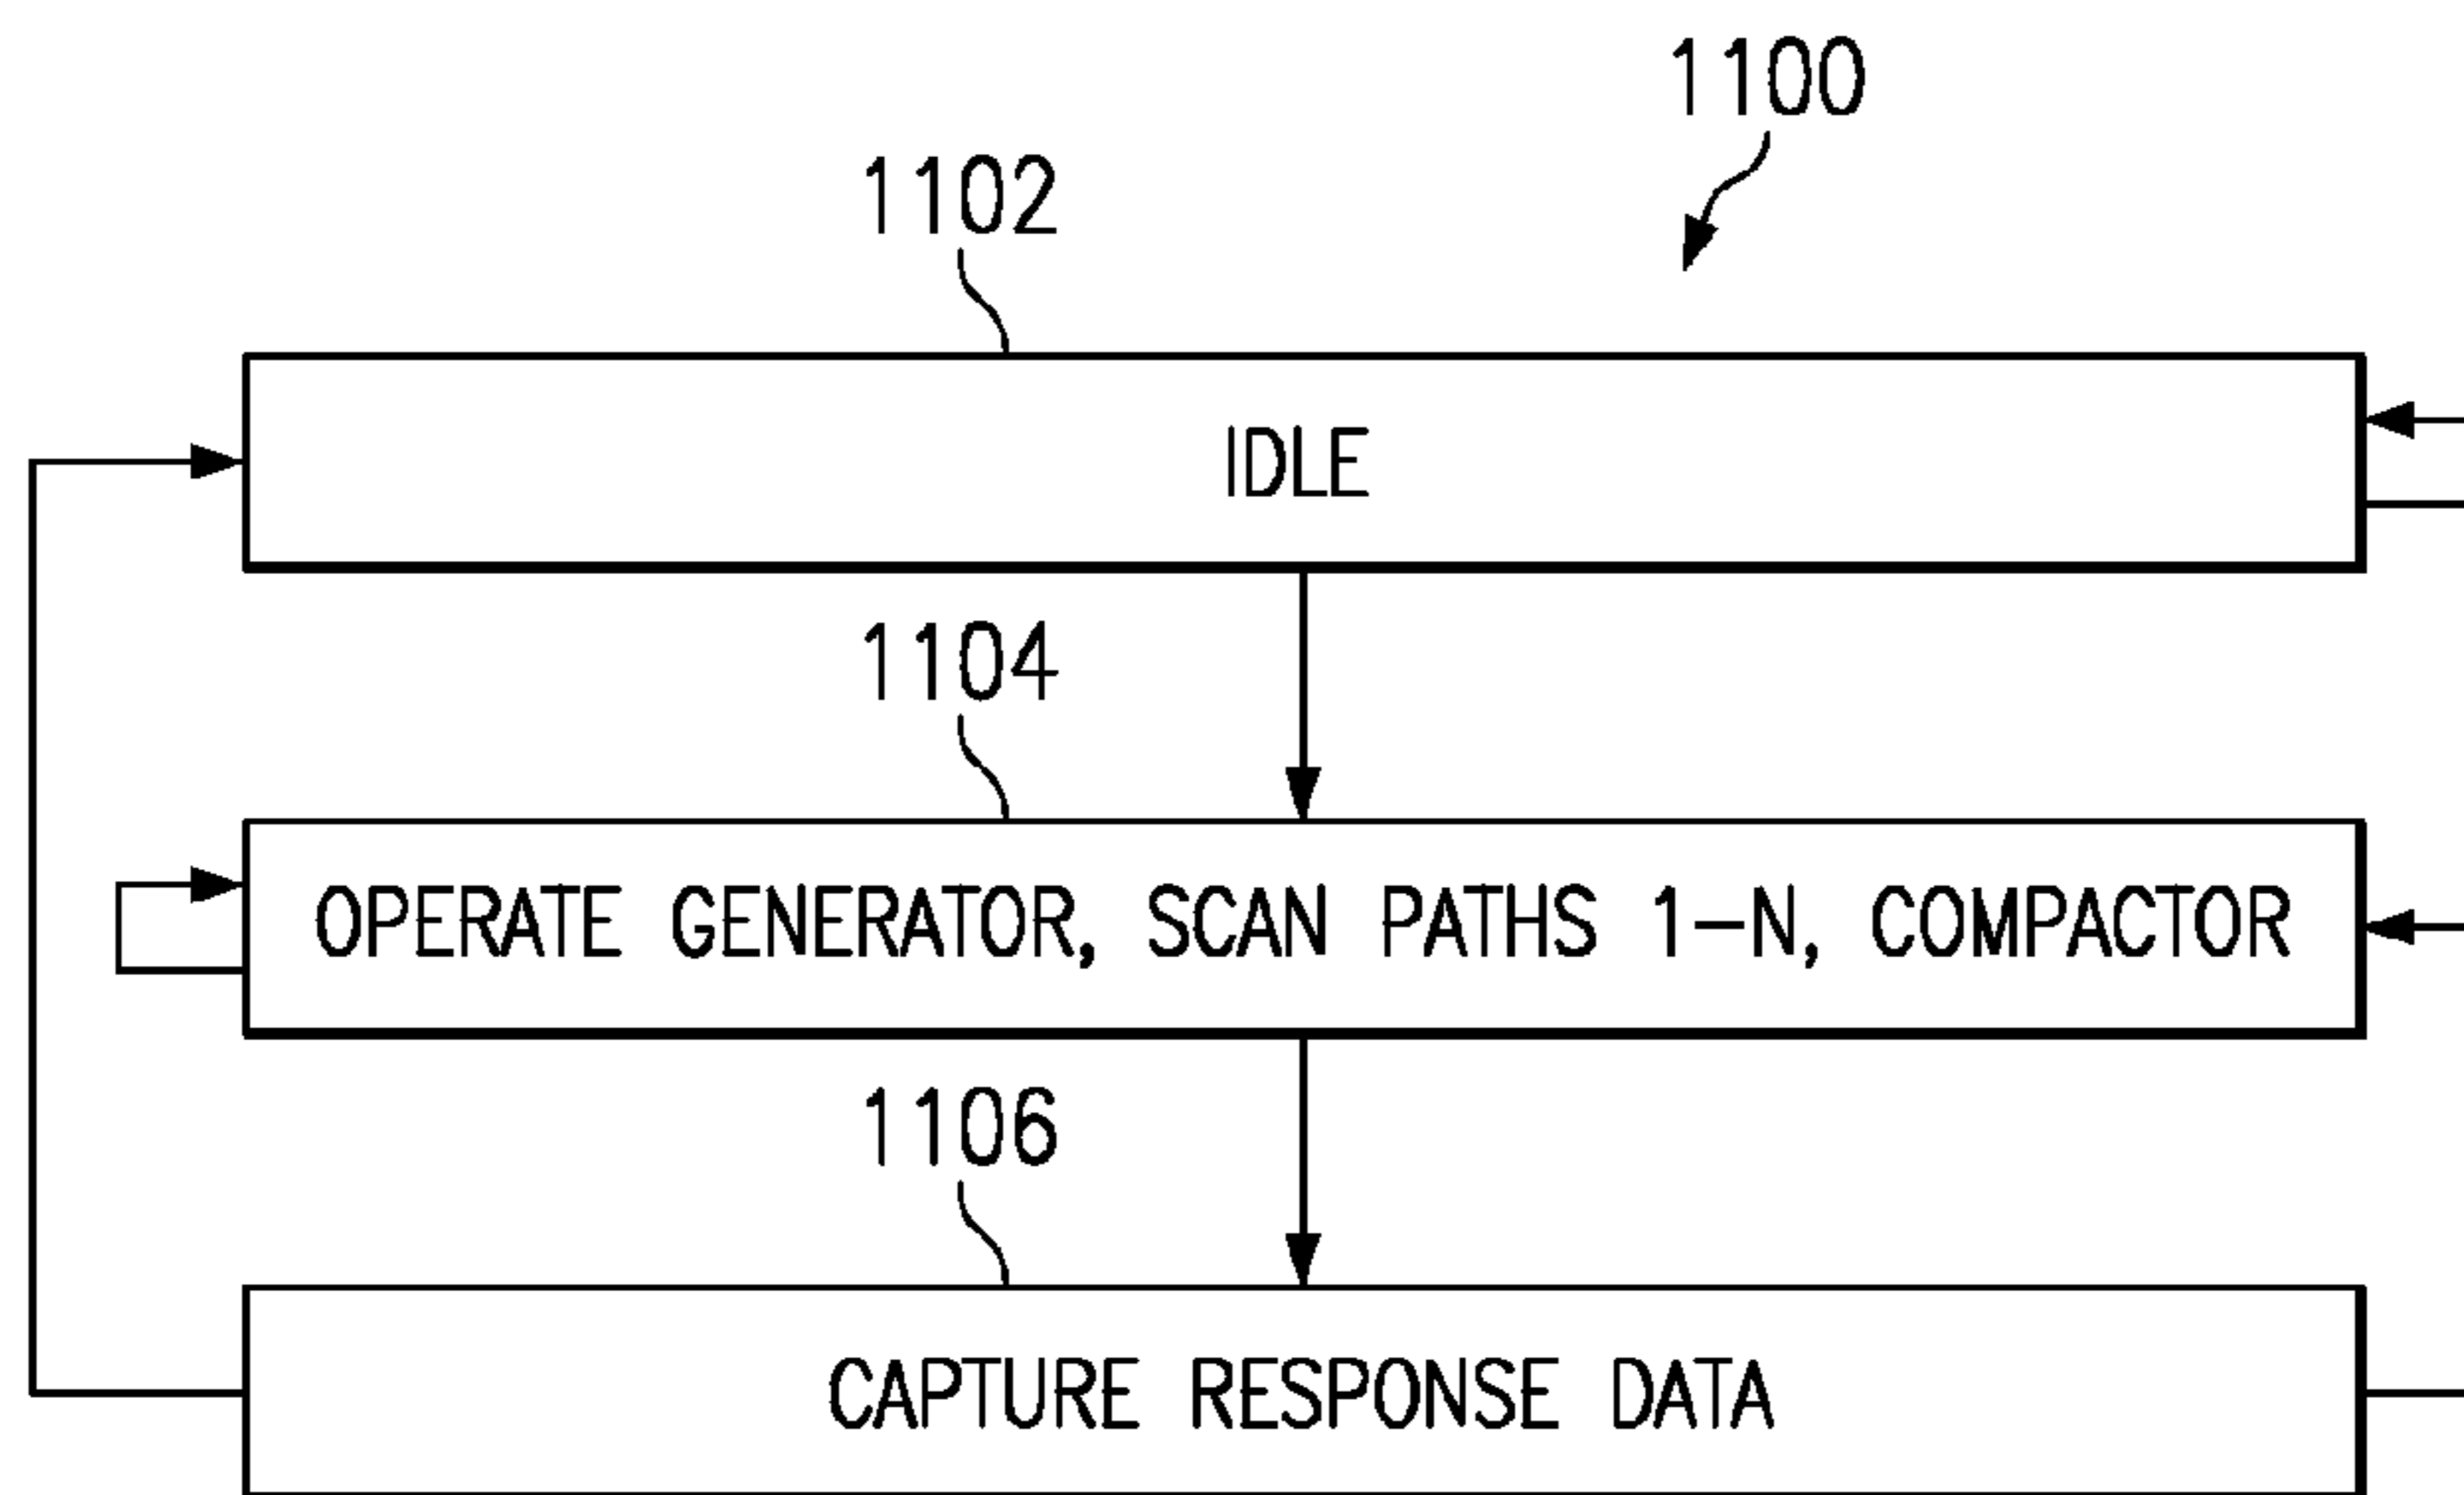 1100
1102
IDLE
1104
OPERATE GENERATOR, SCAN PATHS 1-N, COMPACTOR
1106
CAPTURE RESPONSE DATA